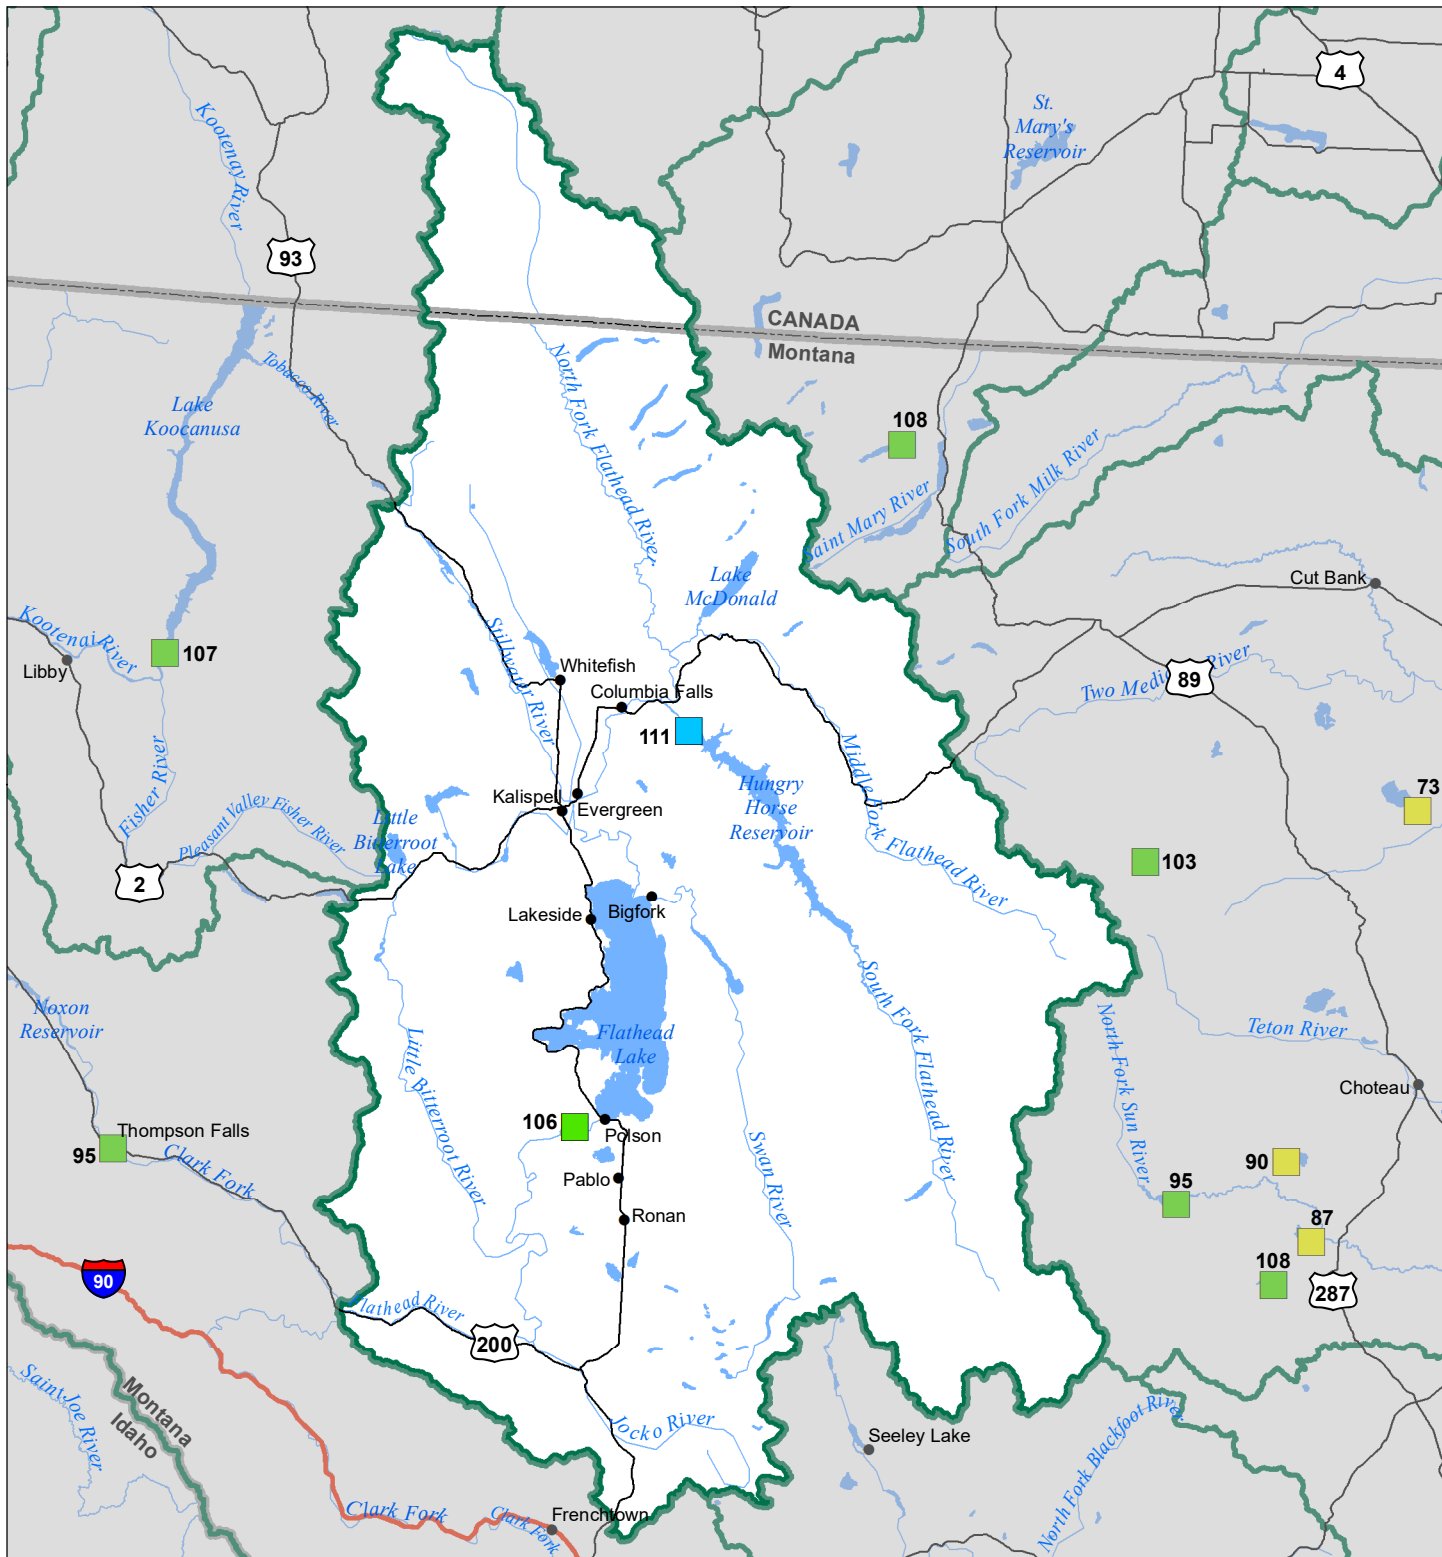 4
St.
Mary's
Reservoir
Kootenay River
93
CANADA
Montana
Tobacco River
North Fork Flathead River
Lake
Koocanusa
108
Saint Mary River
South Fork Milk River
Lake
McDonald
Cut Bank
Kootenai River
107
Libby
Stillwater River
Whitefish
Columbia Falls
89
Two Medi River
111
Middle Fork Flathead River
Hungry
Horse
Reservoir
Kalispell
Evergreen
73
Fisher River
Pleasant Valley Fisher River
Little
Bitterroot
Lake
103
2
Lakeside
Bigfork
South Fork Flathead River
Noxon
Reservoir
North Fork Sun River
Teton River
Flathead
Lake
Little Bitterroot River
Choteau
Thompson Falls
95
Clark Fork
106
Polson
Swan River
90
Pablo
95
Ronan
87
90
108
287
Flathead River
200
Saint Joe River
Montana
Idaho
Jocko River
Seeley Lake
North Fork Blackfoot River
Clark Fork
Clark Fork
Frenchtown